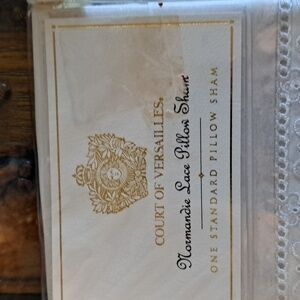 COURT OF VERSAILLES.
Normandie Lace Pillow Sham
ONE STANDARD PILLOW SHAM